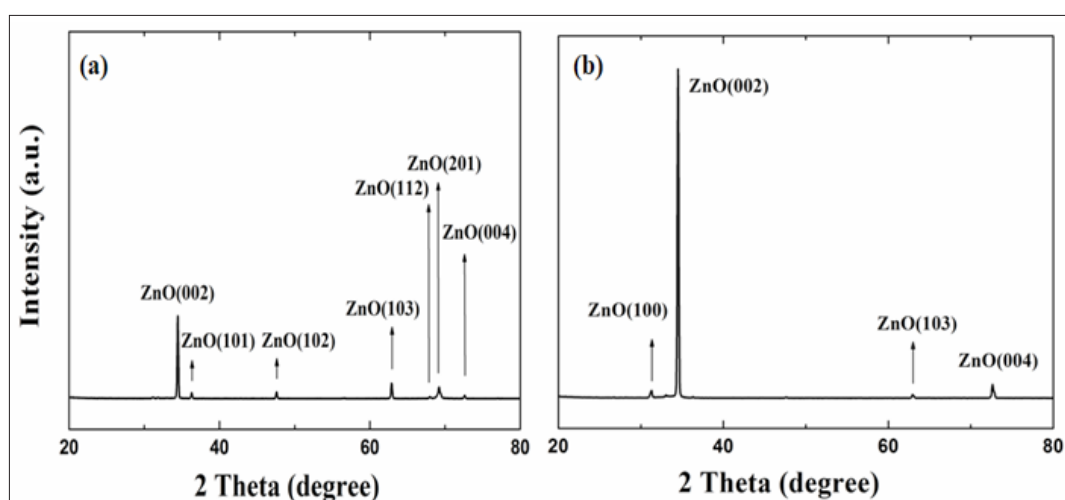 (a)
ZnO(201)
ZnO(112)
ZnO(004)
ZnO(002)
ZnO(103)
ZnO(101)
ZnO(102)
Intensity (a.u.)
20 40 60 80
2 Theta (degree)
(b)
ZnO(002)
ZnO(100)
ZnO(103)
ZnO(004)
20 40 60 80
2 Theta (degree)